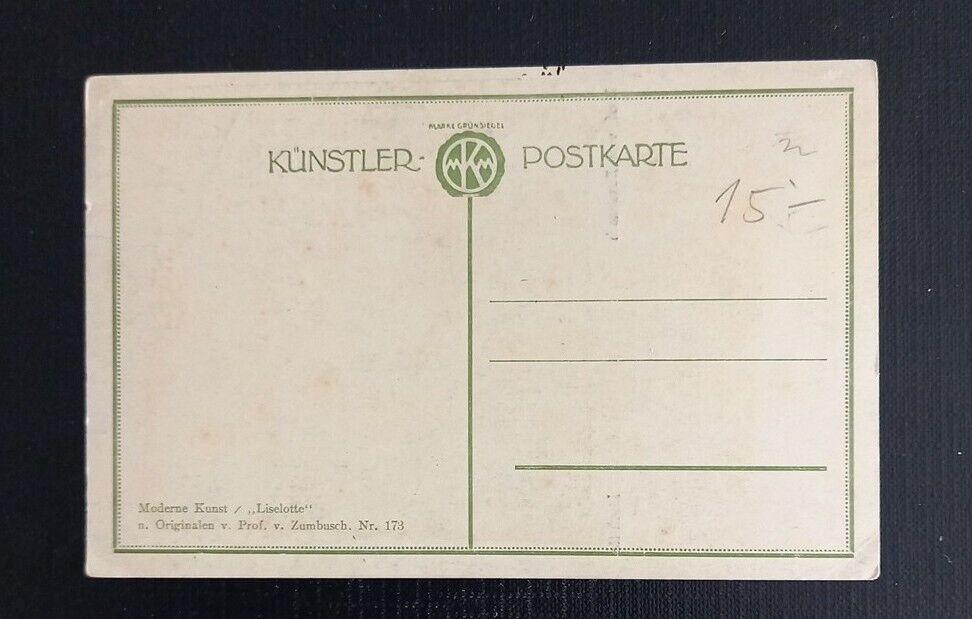 MARKE GRÜNSIEGEL
KÜNSTLER- MKM POSTKARTE
15'-
Moderne Kunst / „Liselotte“
n. Originalen v. Prof. v. Zumbusch. Nr. 173